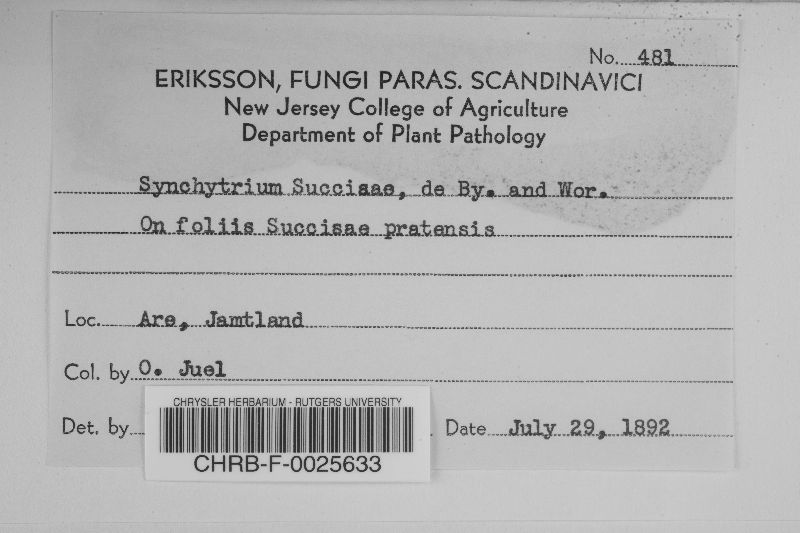 No. 481
ERIKSSON, FUNGI PARAS. SCANDINAVICI
New Jersey College of Agriculture
Department of Plant Pathology
Synchytrium Succisae, de By. and Wor.
On foliis Succisae pratensis
Loc. Are, Jamtland
Col. by O. Juel
CHRYSLER HERBARIUM - RUTGERS UNIVERSITY
Det. by
Date July 29, 1892
CHRB-F-0025633